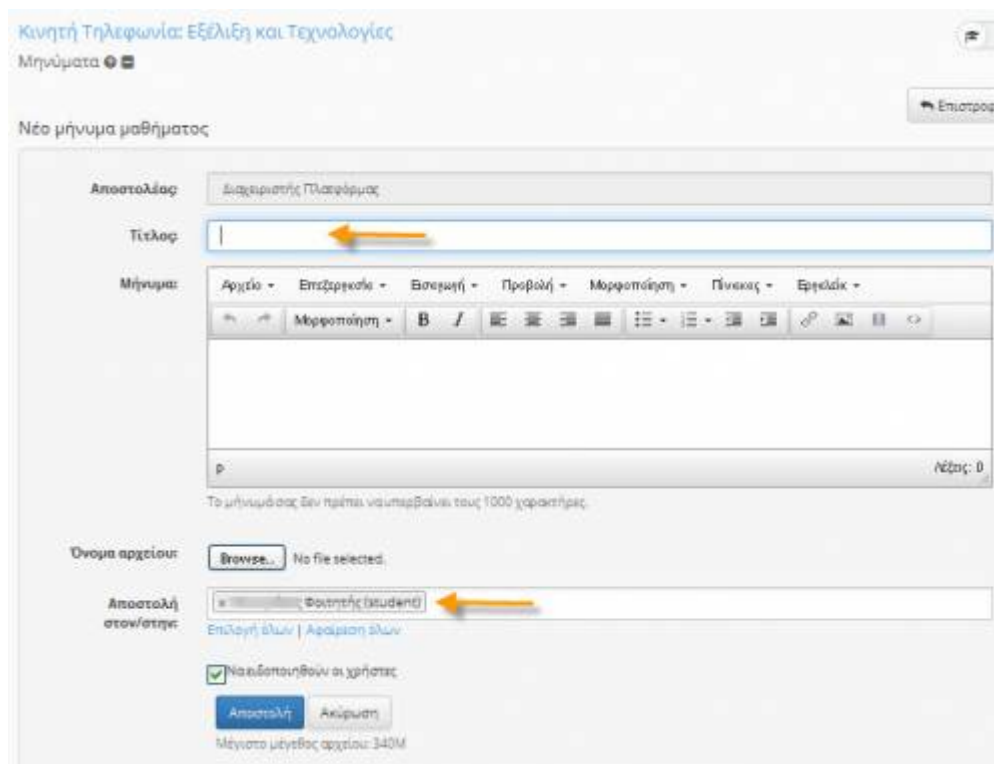 Κινητή Τηλεφωνία: Εξέλιξη και Τεχνολογίες
Μηνύματα
Επιστροφ
Νέο μήνυμα μαθήματος
Αποστολέας: Διαχειριστής Πλατφόρμας
Τίτλος:
Μήνυμα: Αρχείο Επεξεργασία Εισαγωγή Προβολή Μορφοποίηση Πίνακας Εργαλεία
Μορφοποίηση B I
p Λέξεις: 0
Το μήνυμά σας δεν πρέπει να υπερβαίνει τους 1000 χαρακτήρες.
Όνομα αρχείου: Browse... No file selected.
Αποστολή x Φοιτητής (student)
στον/στην:
Επιλογή όλων | Αφαίρεση όλων
Να ειδοποιηθούν οι χρήστες
Αποστολή Ακύρωση
Μέγιστο μέγεθος αρχείου: 340M